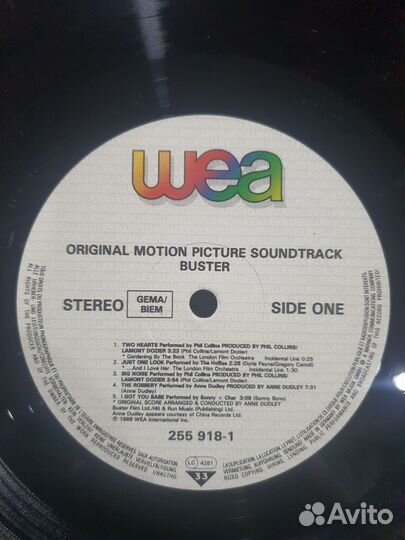 wea
ORIGINAL MOTION PICTURE SOUNDTRACK
BUSTER
STEREO
GEMA/
BIEM
SIDE ONE
1. TWO HEARTS Performed by Phil Collins PRODUCED BY PHIL COLLINS/
LAMONT DOZIER 3:23 (Phil Collins/Lamont Dozier)
* Gardening By The Book The London Film Orchestra Incidental Link 0:25
2. JUST ONE LOOK Performed by The Hollies 2:28 (Doris Payne/Gregory Carroll)
* ...And I Love Her The London Film Orchestra Incidental Link 1:30
3. BIG NOISE Performed by Phil Collins PRODUCED BY PHIL COLLINS/
LAMONT DOZIER 3:54 (Phil Collins/Lamont Dozier)
4. THE ROBBERY Performed by Anne Dudley PRODUCED BY ANNE DUDLEY 7:31
(Anne Dudley)
5. I GOT YOU BABE Performed by Sonny + Cher 3:09 (Sonny Bono)
* ORIGINAL SCORE ARRANGED & CONDUCTED BY ANNE DUDLEY
Buster Film Ltd./Hit & Run Music (Publishing) Ltd.
Anne Dudley appears courtesy of China Records Ltd.
℗ 1988 WEA International Inc.
255 918-1
LC 4281
33
Avito